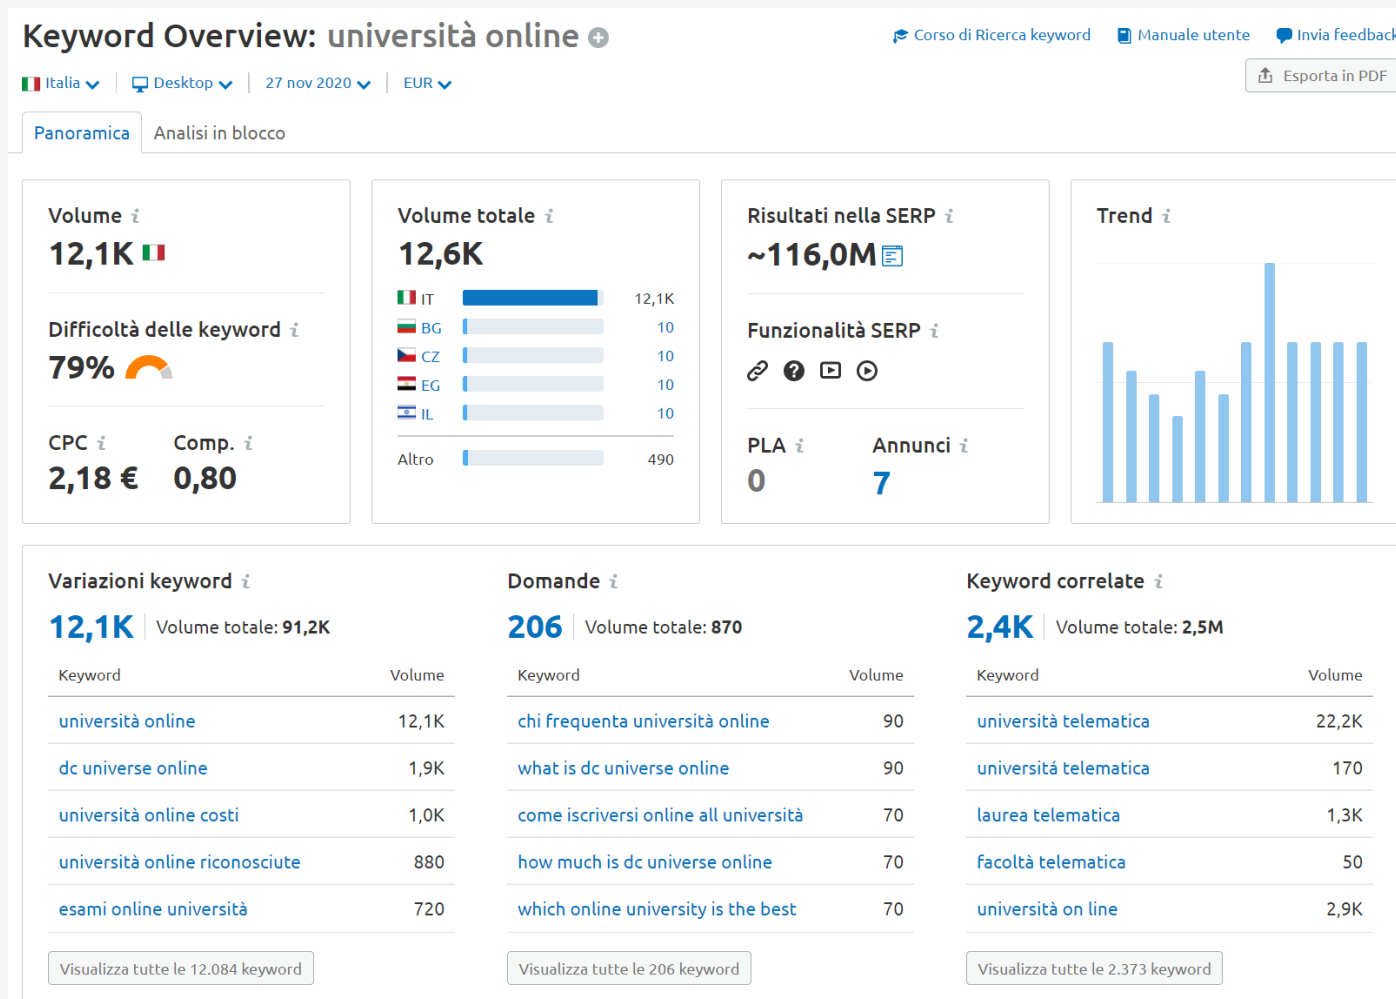 Keyword Overview: università online
Corso di Ricerca keyword
Manuale utente
Invia feedback
Italia
Desktop
27 nov 2020
EUR
Esporta in PDF
Panoramica
Analisi in blocco
Volume i
12,1K
Difficoltà delle keyword i
79%
CPC i
Comp. i
2,18 €
0,80
Volume totale i
12,6K
IT 12,1K
BG 10
CZ 10
EG 10
IL 10
Altro 490
Risultati nella SERP i
~116,0M
Funzionalità SERP i
PLA i
Annunci i
0
7
Trend i
Variazioni keyword i
12,1K Volume totale: 91,2K
Keyword Volume
università online 12,1K
dc universe online 1,9K
università online costi 1,0K
università online riconosciute 880
esami online università 720
Visualizza tutte le 12.084 keyword
Domande i
206 Volume totale: 870
Keyword Volume
chi frequenta università online 90
what is dc universe online 90
come iscriversi online all università 70
how much is dc universe online 70
which online university is the best 70
Visualizza tutte le 206 keyword
Keyword correlate i
2,4K Volume totale: 2,5M
Keyword Volume
università telematica 22,2K
universitá telematica 170
laurea telematica 1,3K
facoltà telematica 50
università on line 2,9K
Visualizza tutte le 2.373 keyword